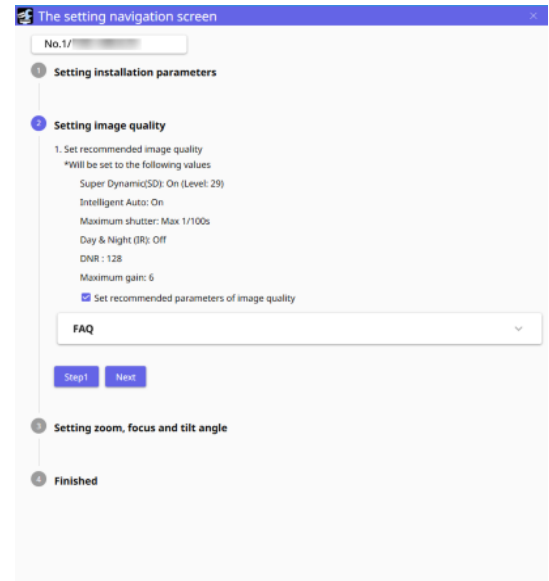 The setting navigation screen
No.1/
1 Setting installation parameters
2 Setting image quality
1. Set recommended image quality
*Will be set to the following values
Super Dynamic(SD): On (Level: 29)
Intelligent Auto: On
Maximum shutter: Max 1/100s
Day & Night (IR): Off
DNR : 128
Maximum gain: 6
Set recommended parameters of image quality
FAQ
Step1 Next
3 Setting zoom, focus and tilt angle
4 Finished